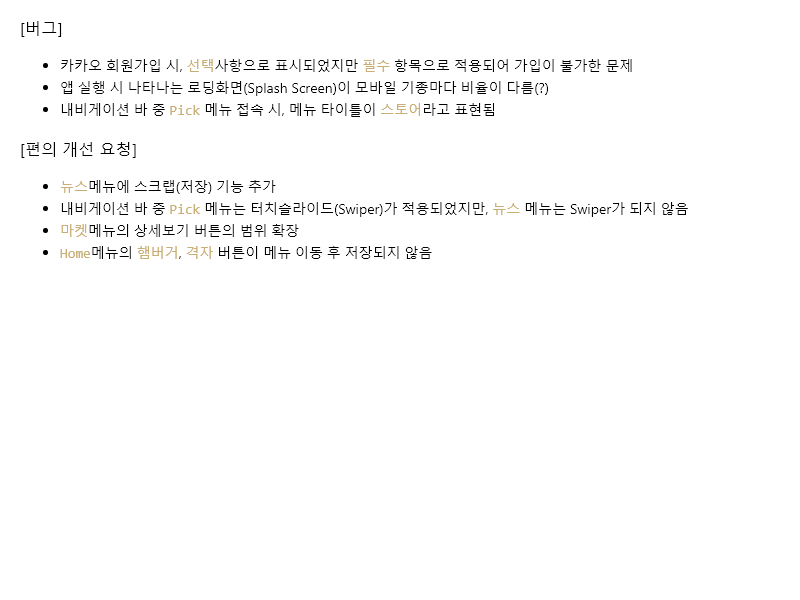 [버그]
카카오 회원가입 시, 선택사항으로 표시되었지만 필수 항목으로 적용되어 가입이 불가한 문제
앱 실행 시 나타나는 로딩화면(Splash Screen)이 모바일 기종마다 비율이 다름(?)
내비게이션 바 중 Pick 메뉴 접속 시, 메뉴 타이틀이 스토어라고 표현됨
[편의 개선 요청]
뉴스메뉴에 스크랩(저장) 기능 추가
내비게이션 바 중 Pick 메뉴는 터치슬라이드(Swiper)가 적용되었지만, 뉴스 메뉴는 Swiper가 되지 않음
마켓메뉴의 상세보기 버튼의 범위 확장
Home메뉴의 햄버거, 격자 버튼이 메뉴 이동 후 저장되지 않음